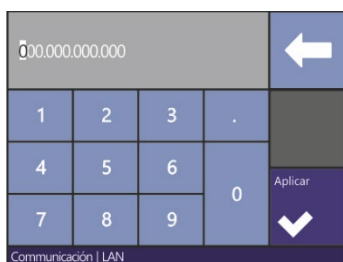 000.000.000.000
1 2 3 .
4 5 6 0 Aplicar
7 8 9
Communicación | LAN